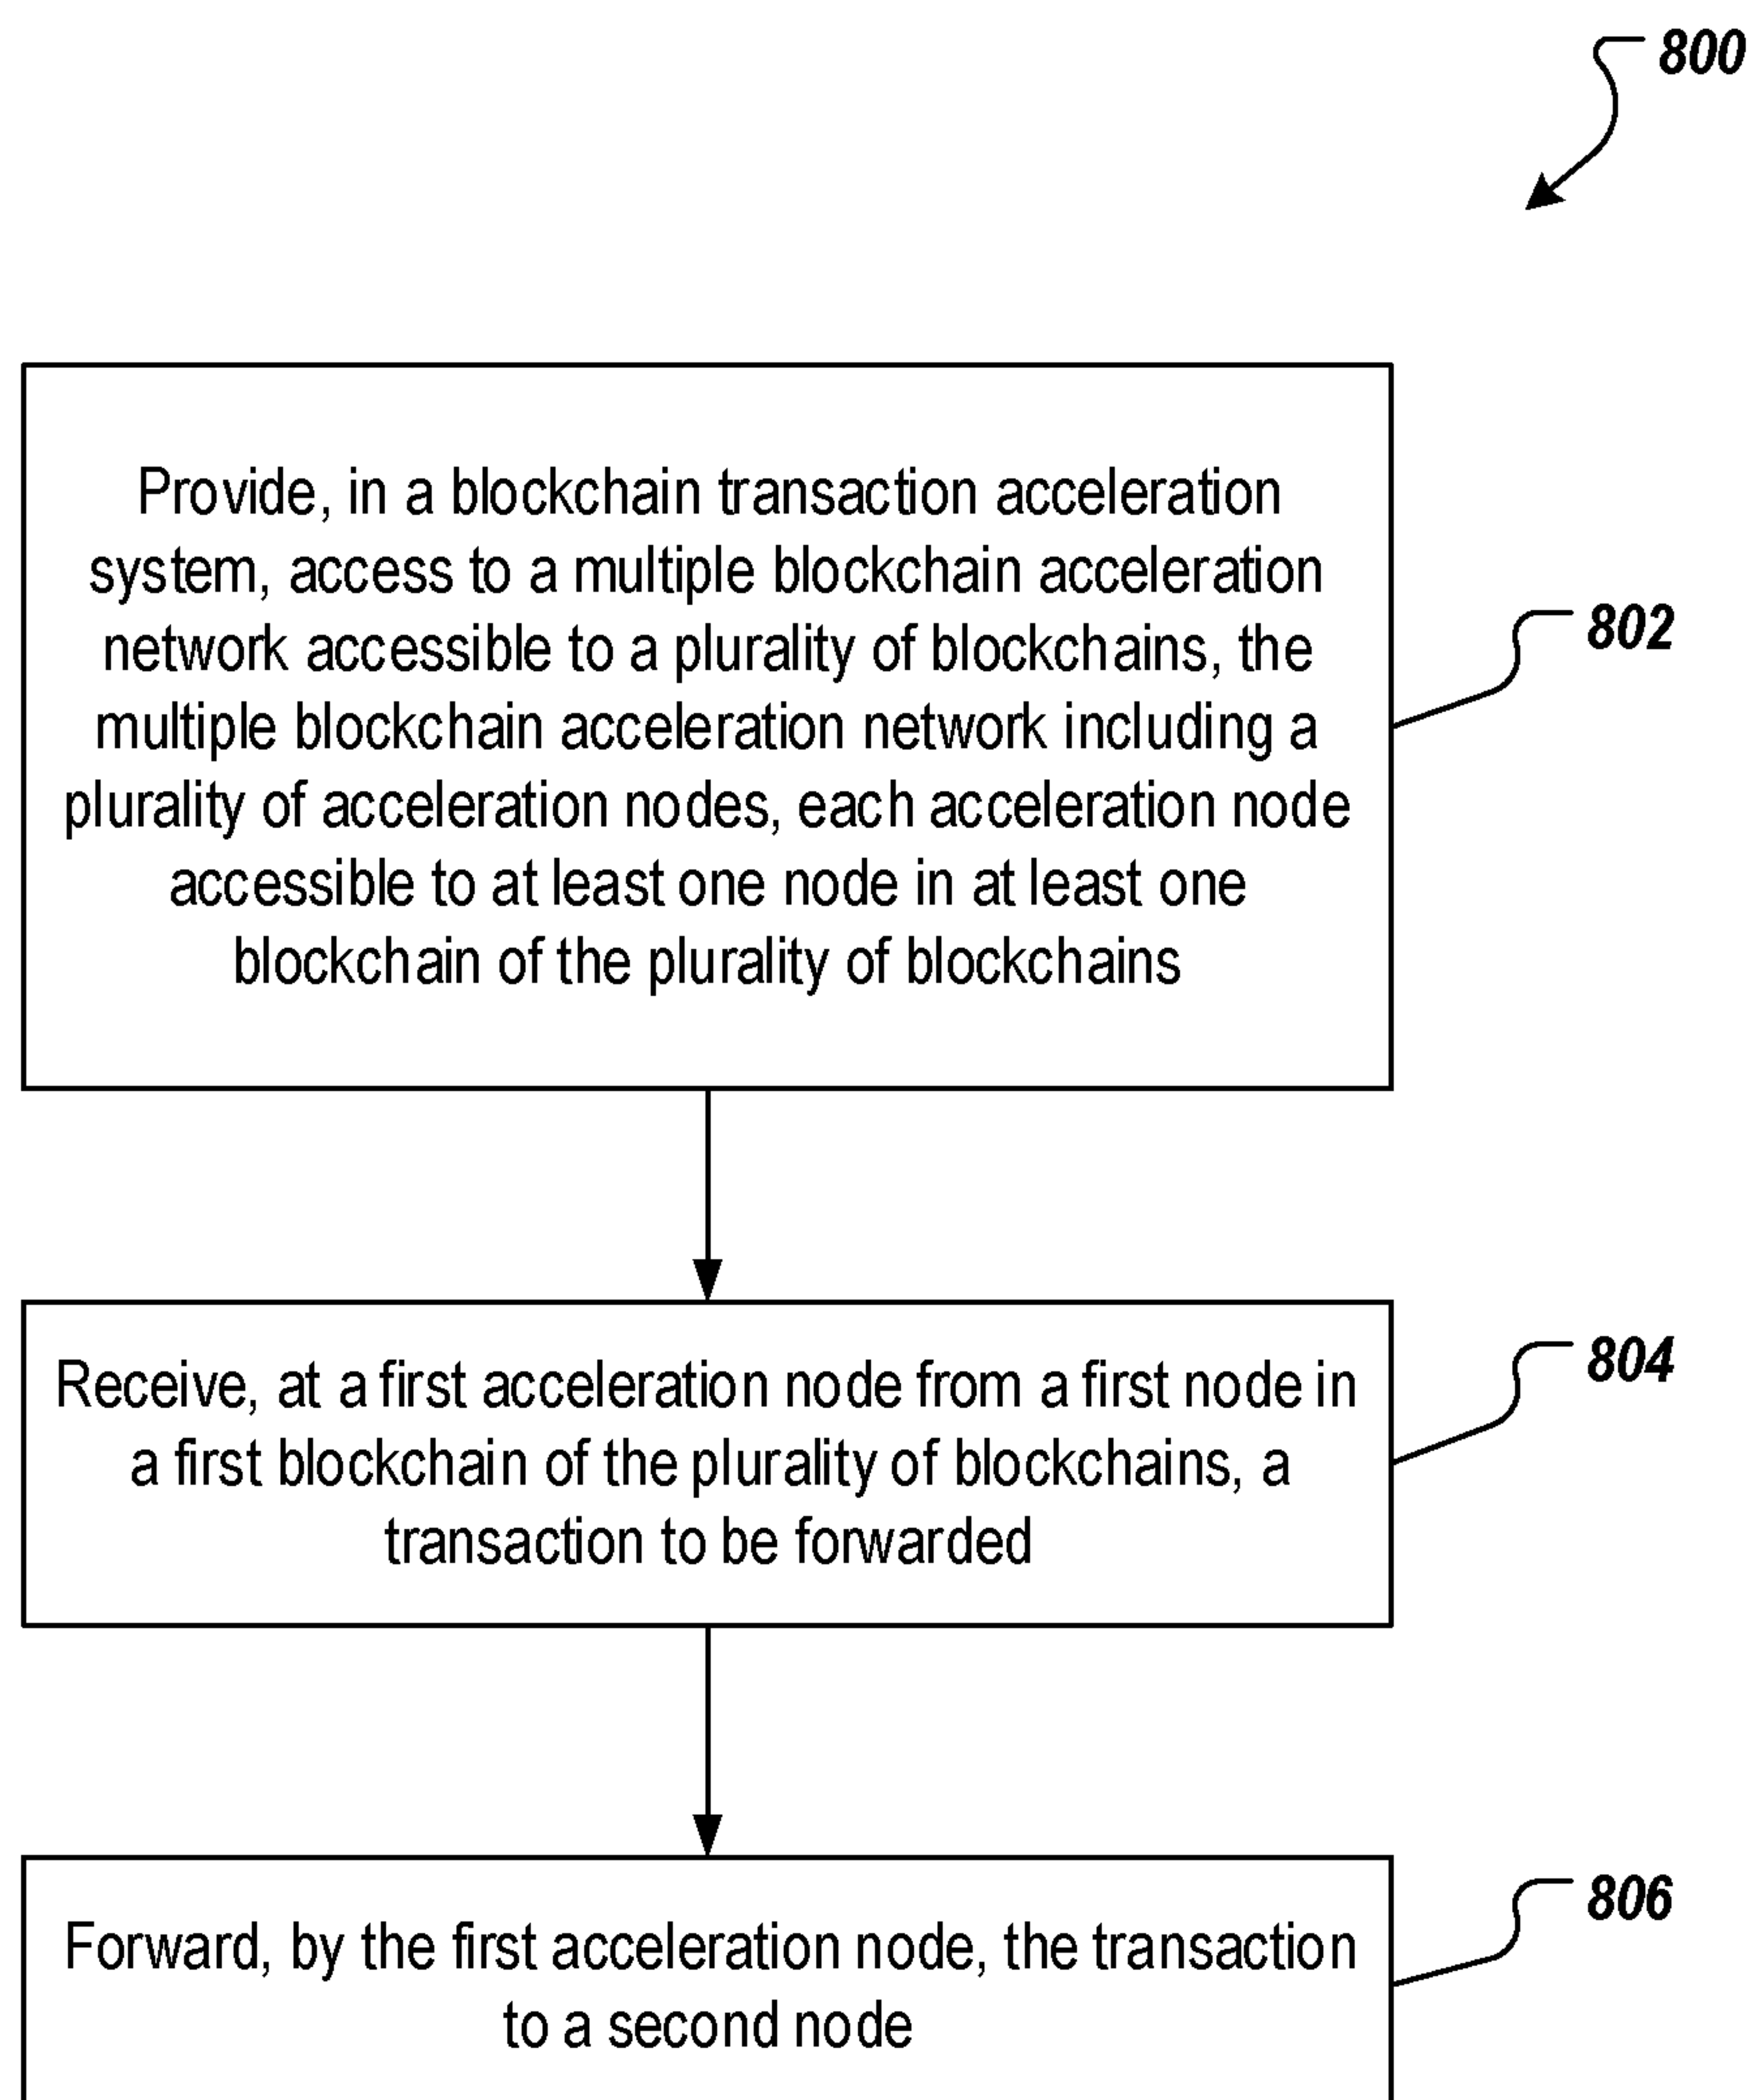 800
Provide, in a blockchain transaction acceleration
system, access to a multiple blockchain acceleration
network accessible to a plurality of blockchains, the
multiple blockchain acceleration network including a
plurality of acceleration nodes, each acceleration node
accessible to at least one node in at least one
blockchain of the plurality of blockchains
802
Receive, at a first acceleration node from a first node in
a first blockchain of the plurality of blockchains, a
transaction to be forwarded
804
Forward, by the first acceleration node, the transaction
to a second node
806